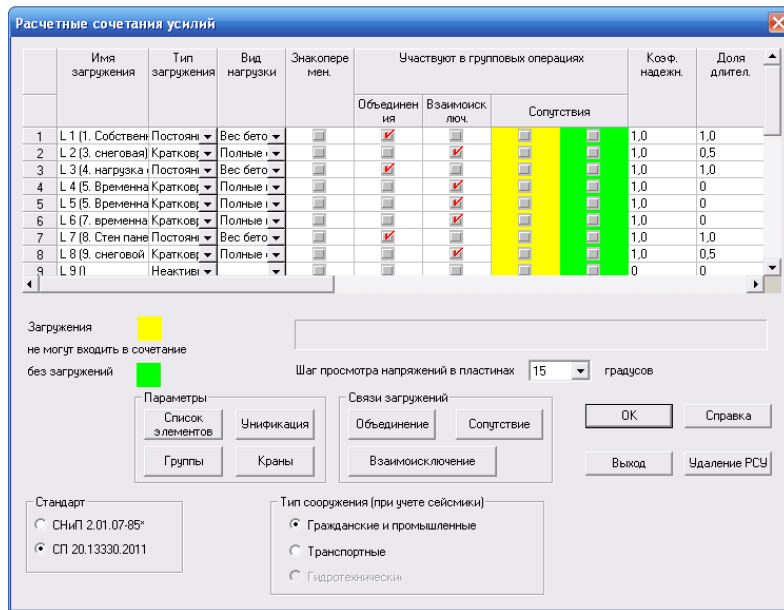 Расчетные сочетания усилий
Имя загружения Тип загружения Вид нагрузки Знакопере мен. Участвуют в групповых операциях Коэф. надежн. Доля длител.
Объединен ия Взаимоиск люч. Сопутствия
1 L 1 (1. Собствен Постоян Вес бето 1,0 1,0
2 L 2 (3. снеговая) Кратковр Полные 1,0 0,5
3 L 3 (4. нагрузка Постоян Вес бето 1,0 1,0
4 L 4 (5. Временна Кратковр Полные 1,0 0
5 L 5 (5. Временна Кратковр Полные 1,0 0
6 L 6 (7. временна Кратковр Полные 1,0 0
7 L 7 (8. Стен пане Постоян Вес бето 1,0 1,0
8 L 8 (9. снеговой Кратковр Полные 1,0 0,5
9 L 9 () Неактив 0 0
Загружения
не могут входить в сочетание
без загружений
Шаг просмотра напряжений в пластинах 15 градусов
Параметры
Список элементов Унификация
Группы Краны
Связи загружений
Объединение Сопутствие
Взаимоисключение
OK Справка
Выход Удаление РСУ
Стандарт
СНиП 2.01.07-85*
СП 20.13330.2011
Тип сооружения (при учете сейсмики)
Гражданские и промышленные
Транспортные
Гидротехнически